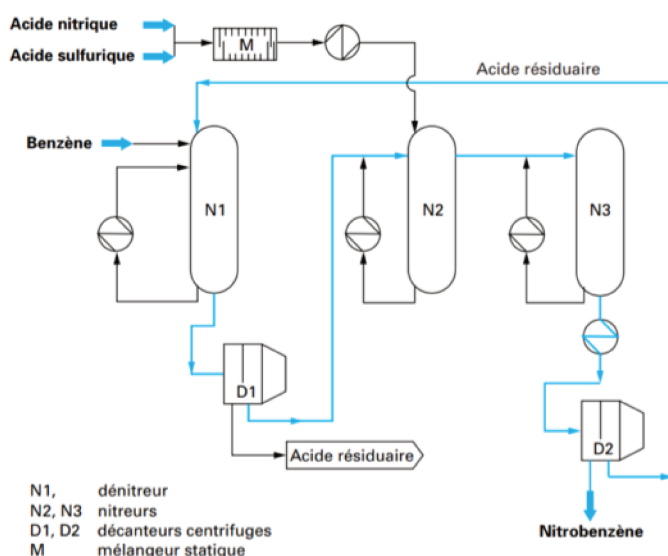 Acide nitrique
Acide sulfurique
M
Acide résiduaire
Benzène
N1
N2
N3
D1
Acide résiduaire
D2
Nitrobenzène
N1, dénitreur
N2, N3 nitreurs
D1, D2 décanteurs centrifuges
M mélangeur statique